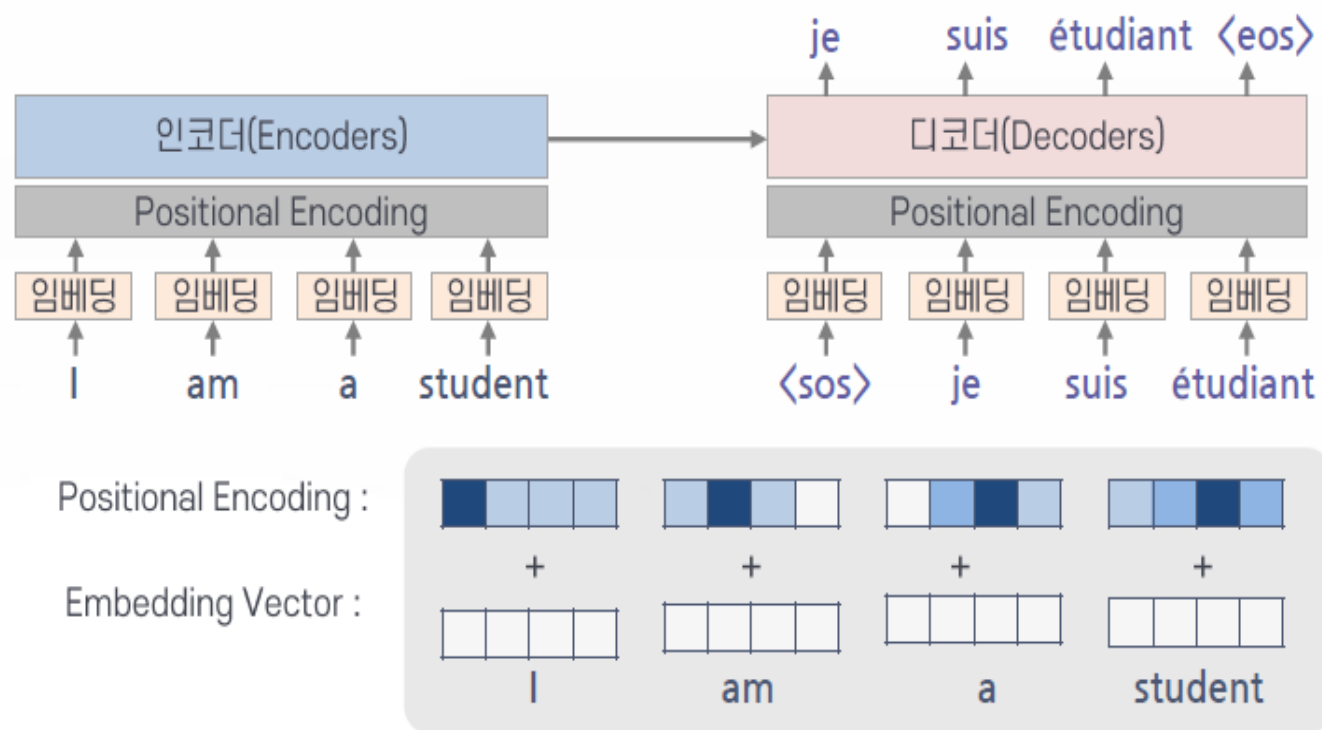 je suis étudiant 〈eos〉
인코더(Encoders) 디코더(Decoders)
Positional Encoding Positional Encoding
임베딩 임베딩 임베딩 임베딩 임베딩 임베딩 임베딩 임베딩
I am a student 〈sos〉 je suis étudiant
Positional Encoding :
+ + + +
Embedding Vector :
I am a student